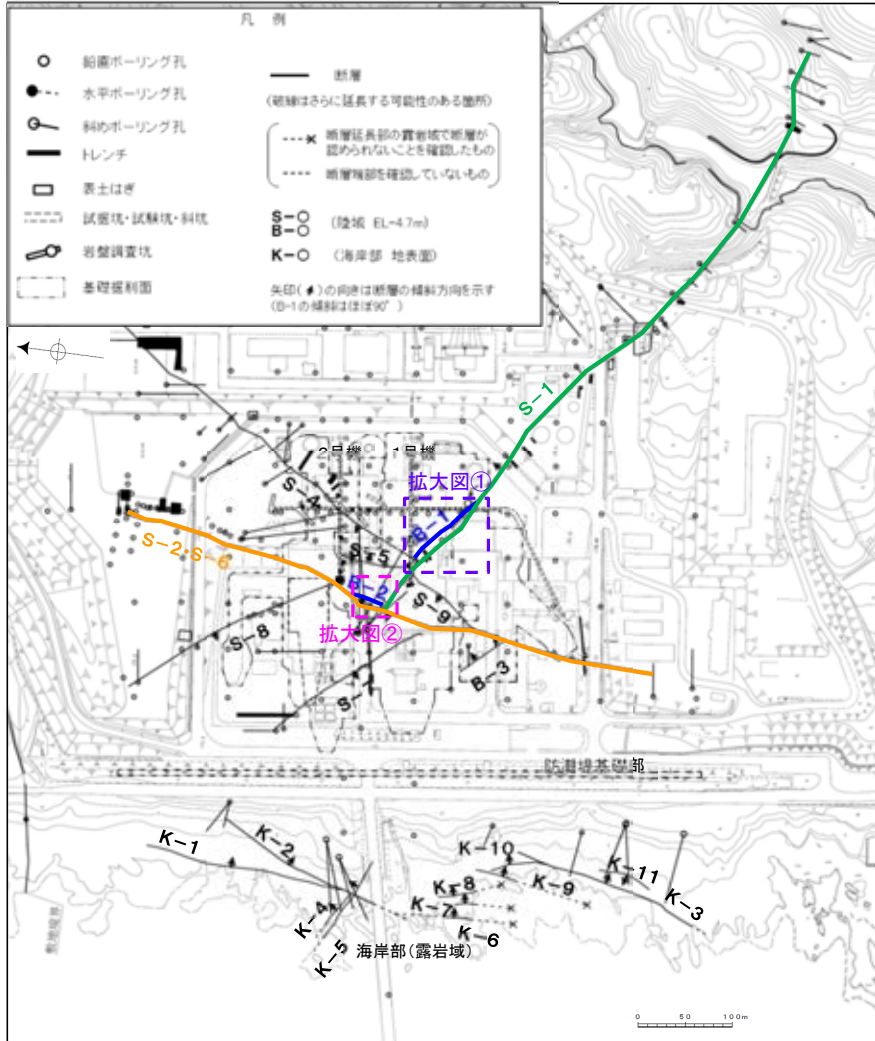 凡 例
鉛直ボーリング孔
水平ボーリング孔
斜めボーリング孔
トレンチ
表土はぎ
試掘坑・試験坑・斜坑
岩盤調査坑
基礎掘削面
断層
(破線はさらに延長する可能性のある箇所)
断層延長部の露岩域で断層が
認められないことを確認したもの
断層端部を確認していないもの
S-○
B-○
(陸域 EL-4.7m)
K-○
(海岸部 地表面)
矢印( )の向きは断層の傾斜方向を示す
(B-1の傾斜はほぼ90°)
S-1
2号機
1号機
拡大図①
S-4
B-1
S-2・S-6
S-5
B-2
S-9
拡大図②
S-8
B-3
S-7
防潮堤基礎部
K-1
K-2
K-10
K-11
K-8
K-9
K-3
K-4
K-7
K-6
K-5
海岸部(露岩域)
敷地境界
0 50 100m